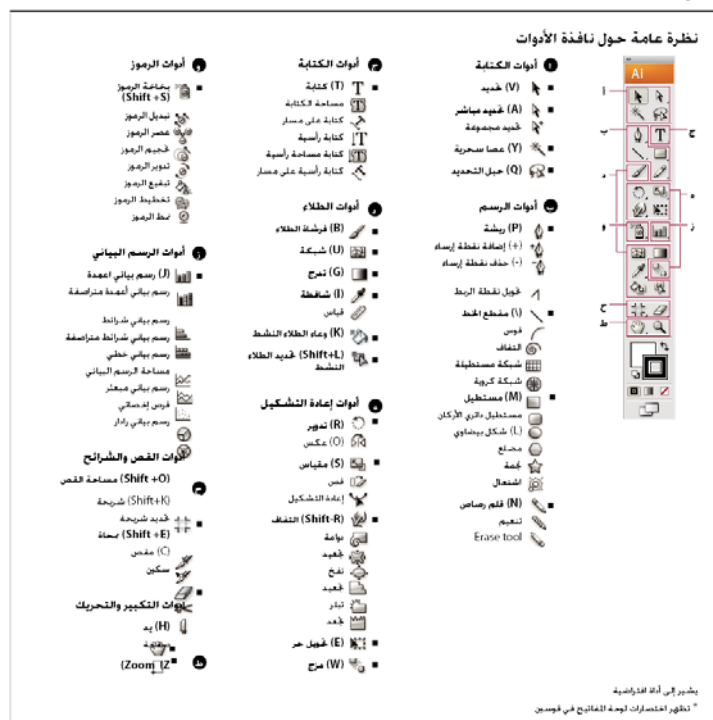 نظرة عامة حول نافذة الأدوات
Ai
أ
ب
ج
د
ه
و
ز
ح
ط
أدوات الكتابة
(V) تحديد
(A) تحديد مباشر
تحديد مجموعة
(Y) عصا سحرية
(Q) حبل التحديد
أدوات الرسم
(P) ريشة
(+) إضافة نقطة إرساء
(-) حذف نقطة إرساء
تحويل نقطة الربط
(\) مقطع الخط
قوس
التفاف
شبكة مستطيلة
شبكة كروية
(M) مستطيل
مستطيل دائري الأركان
(L) شكل بيضاوي
مضلع
نجمة
اشتعال
(N) قلم رصاص
تنعيم
Erase tool
أدوات الكتابة
(T) كتابة
مساحة الكتابة
كتابة على مسار
كتابة رأسية
كتابة مساحة رأسية
كتابة رأسية على مسار
أدوات الطلاء
(B) فرشاة الطلاء
(U) شبكة
(G) تدرج
(I) شافطة
قياس
(K) وعاء الطلاء النشط
(Shift+L) تحديد الطلاء
النشط
أدوات إعادة التشكيل
(R) تدوير
(O) عكس
(S) مقياس
قص
إعادة التشكيل
(Shift-R) التفاف
دوامة
تجعيد
نفخ
تجعيد
تبلر
تجعد
(E) تحويل حر
(W) مزج
أدوات الرموز
بخاخة الرموز
(Shift +S)
تبديل الرموز
عصر الرموز
تحجيم الرموز
تدوير الرموز
تبقيع الرموز
تخطيط الرموز
نمط الرموز
أدوات الرسم البياني
(J) رسم بياني اعمدة
رسم بياني أعمدة متراصفة
رسم بياني شرائط
رسم بياني شرائط متراصفة
رسم بياني خطي
مساحة الرسم البياني
رسم بياني مبعثر
قرص إحصائي
رسم بياني رادار
أدوات القص والشرائح
(Shift +O) مساحة القص
(Shift+K) شريحة
تحديد شريحة
(Shift +E) ممحاة
(C) مقص
سكين
أدوات التكبير والتحريك
(H) يد
(Zoom (Z
يشير إلى أداة افتراضية
* تظهر اختصارات لوحة المفاتيح في قوسين